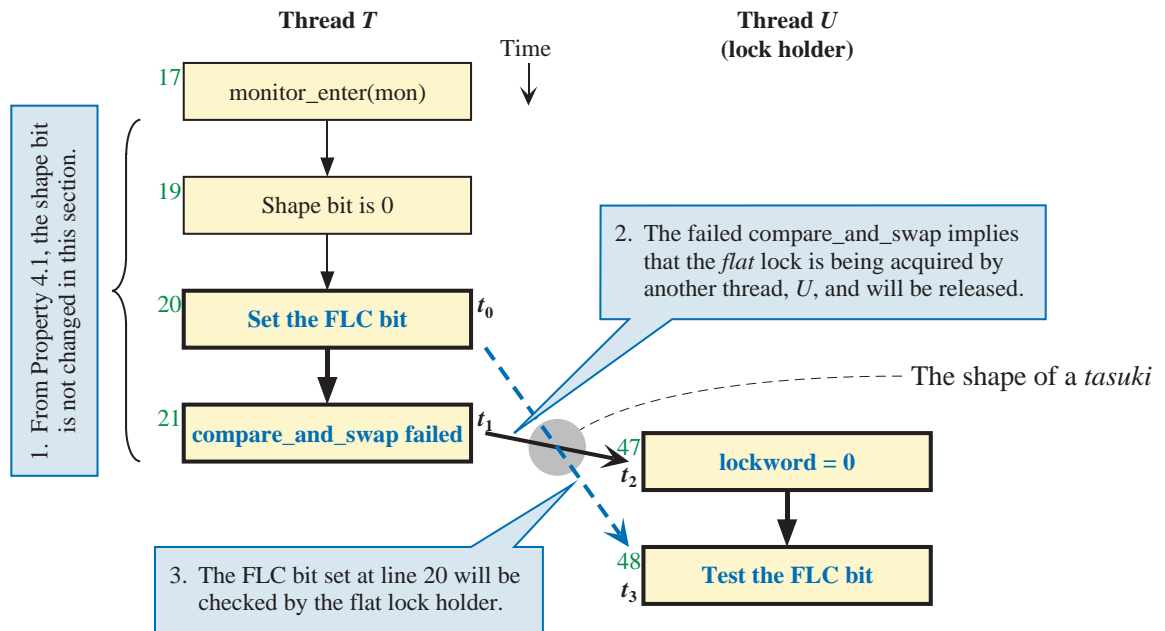 Thread T
Thread U
(lock holder)
Time
17
monitor_enter(mon)
1. From Property 4.1, the shape bit
is not changed in this section.
19
Shape bit is 0
2. The failed compare_and_swap implies
that the flat lock is being acquired by
another thread, U, and will be released.
20
Set the FLC bit
t0
The shape of a tasuki
21
compare_and_swap failed
t1
47
lockword = 0
t2
3. The FLC bit set at line 20 will be
checked by the flat lock holder.
48
Test the FLC bit
t3